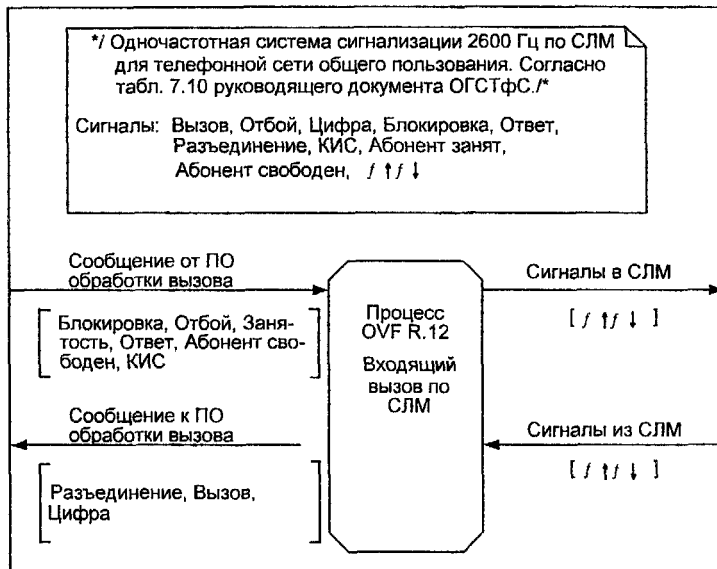 */ Одночастотная система сигнализации 2600 Гц по СЛМ
для телефонной сети общего пользования. Согласно
табл. 7.10 руководящего документа ОГСТфС./*
Сигналы: Вызов, Отбой, Цифра, Блокировка, Ответ,
Разъединение, КИС, Абонент занят,
Абонент свободен, f ↑ f ↓
Сообщение от ПО
обработки вызова
[Блокировка, Отбой, Заня-
тость, Ответ, Абонент сво-
боден, КИС]
Процесс
OVF R.12
Входящий
вызов по
СЛМ
Сигналы в СЛМ
[ f ↑ f ↓ ]
Сообщение к ПО
обработки вызова
[Разъединение, Вызов,
Цифра]
Сигналы из СЛМ
[ f ↑ f ↓ ]